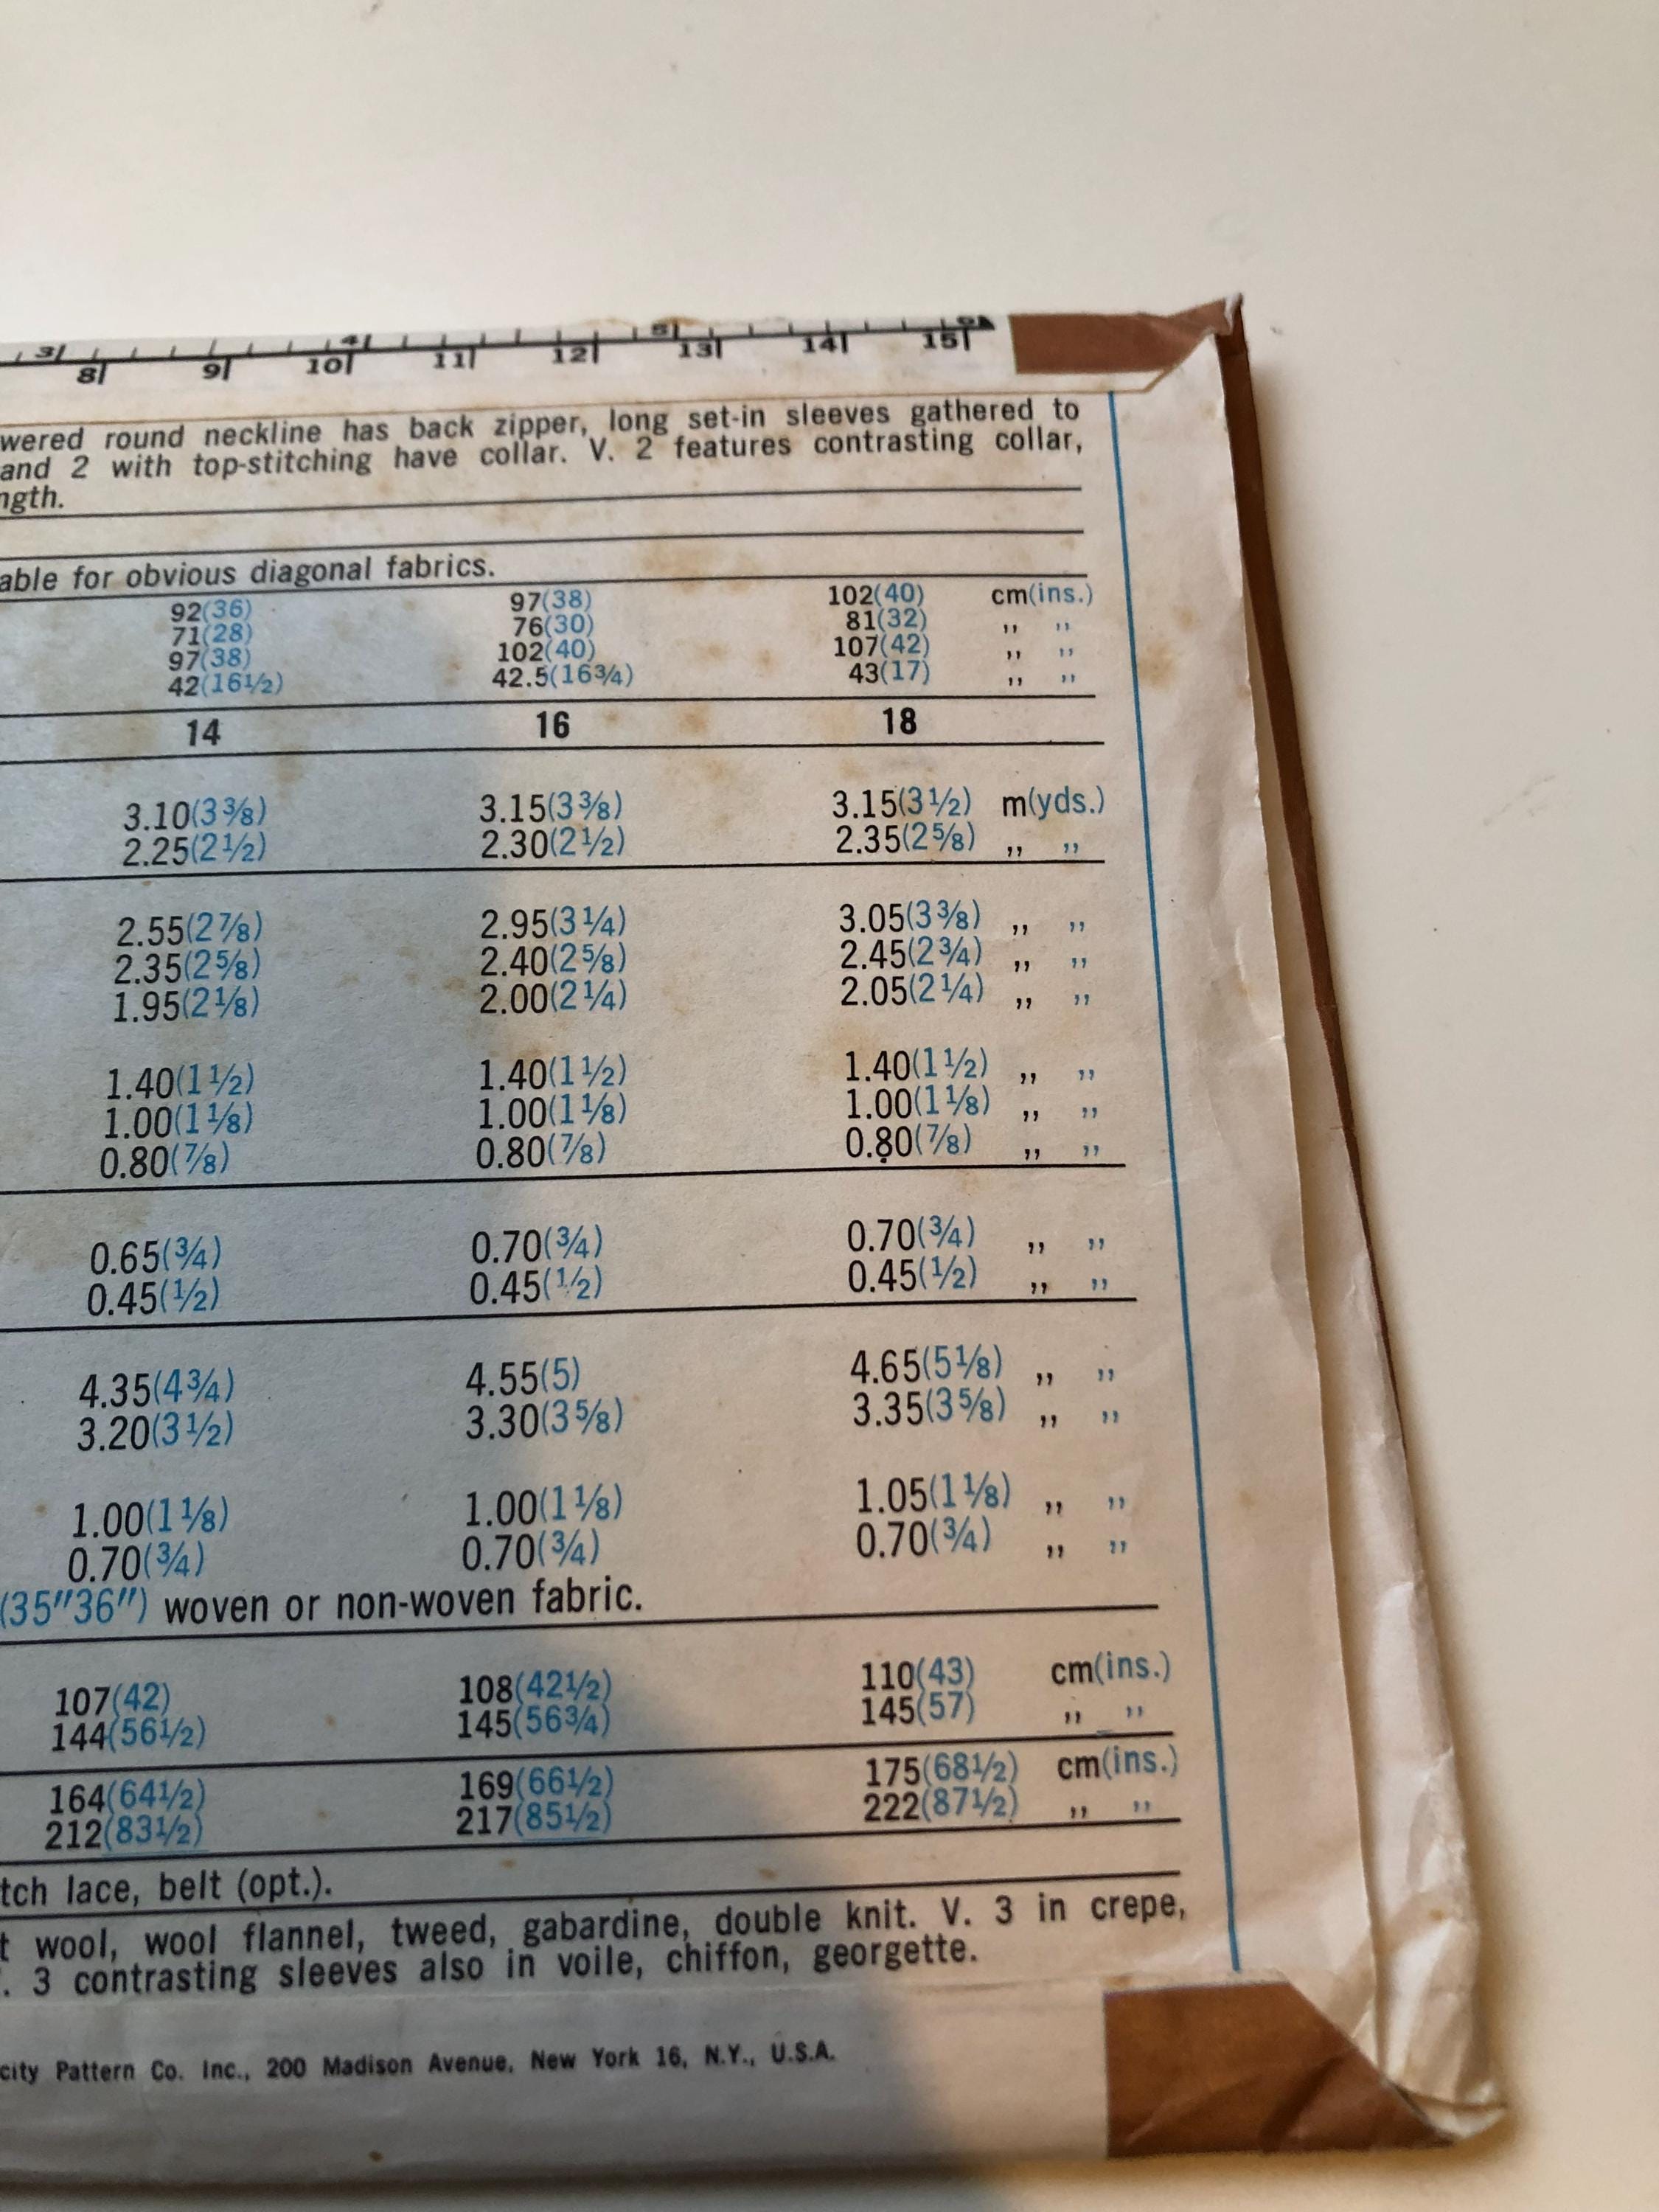 3 4 5 6
8 9 10 11 12 13 14 15
wered round neckline has back zipper, long set-in sleeves gathered to
and 2 with top-stitching have collar. V. 2 features contrasting collar,
ngth.
able for obvious diagonal fabrics.
92(36) 97(38) 102(40) cm(ins.)
71(28) 76(30) 81(32) ,, ,,
97(38) 102(40) 107(42) ,, ,,
42(16½) 42.5(16¾) 43(17) ,, ,,
14 16 18
3.10(3⅜) 3.15(3⅜) 3.15(3½) m(yds.)
2.25(2½) 2.30(2½) 2.35(2⅝) ,, ,,
2.55(2⅞) 2.95(3¼) 3.05(3⅜) ,, ,,
2.35(2⅝) 2.40(2⅝) 2.45(2¾) ,, ,,
1.95(2⅛) 2.00(2¼) 2.05(2¼) ,, ,,
1.40(1½) 1.40(1½) 1.40(1½) ,, ,,
1.00(1⅛) 1.00(1⅛) 1.00(1⅛) ,, ,,
0.80(⅞) 0.80(⅞) 0.80(⅞) ,, ,,
0.65(¾) 0.70(¾) 0.70(¾) ,, ,,
0.45(½) 0.45(½) 0.45(½) ,, ,,
4.35(4¾) 4.55(5) 4.65(5⅛) ,, ,,
3.20(3½) 3.30(3⅝) 3.35(3⅝) ,, ,,
1.00(1⅛) 1.00(1⅛) 1.05(1⅛) ,, ,,
0.70(¾) 0.70(¾) 0.70(¾) ,, ,,
(35"36") woven or non-woven fabric.
107(42) 108(42½) 110(43) cm(ins.)
144(56½) 145(56¾) 145(57) ,, ,,
164(64½) 169(66½) 175(68½) cm(ins.)
212(83½) 217(85½) 222(87½) ,, ,,
tch lace, belt (opt.).
t wool, wool flannel, tweed, gabardine, double knit. V. 3 in crepe,
. 3 contrasting sleeves also in voile, chiffon, georgette.
city Pattern Co. Inc., 200 Madison Avenue, New York 16, N.Y., U.S.A.